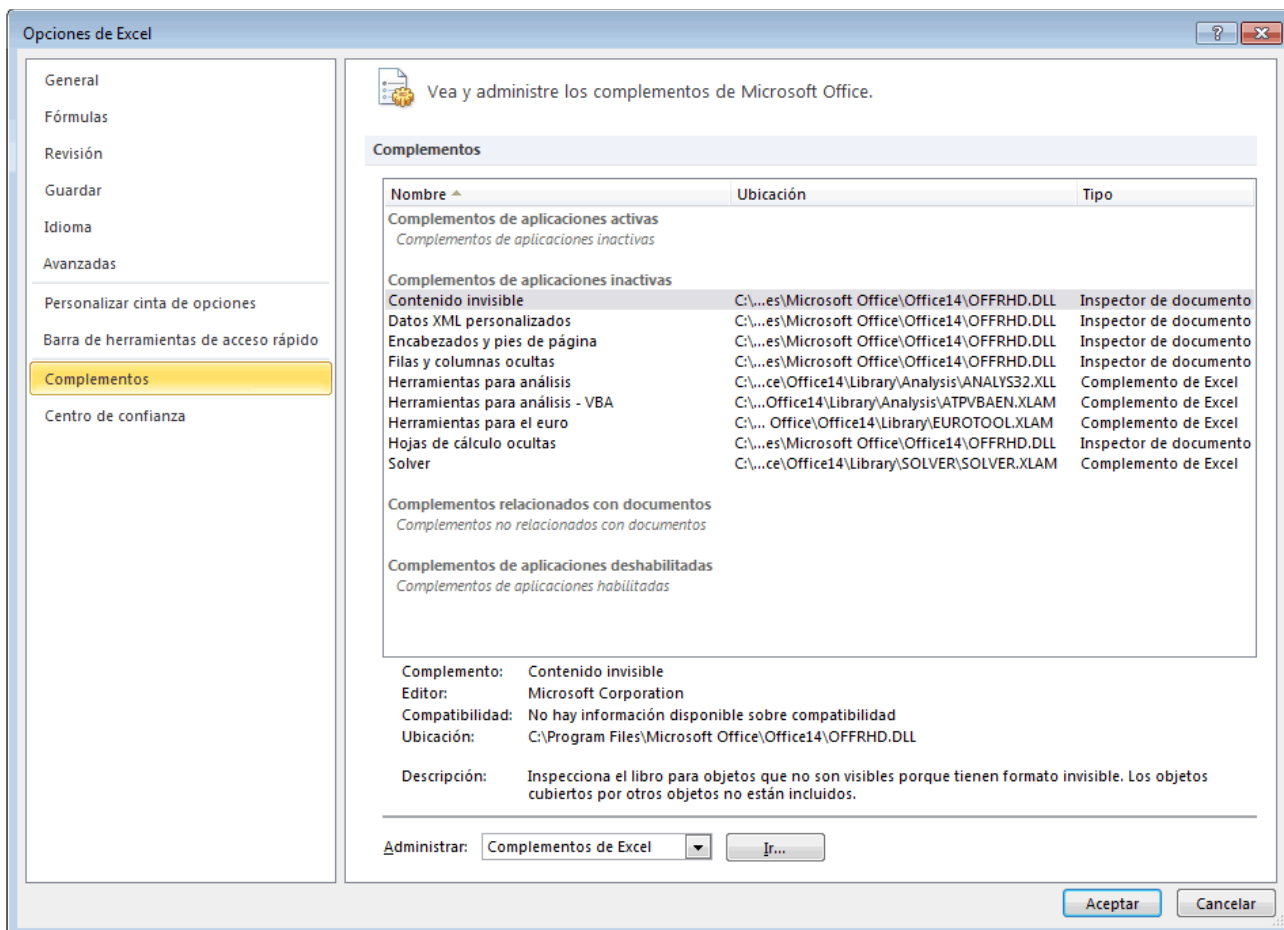 Opciones de Excel
General
Fórmulas
Revisión
Guardar
Idioma
Avanzadas
Personalizar cinta de opciones
Barra de herramientas de acceso rápido
Complementos
Centro de confianza
Vea y administre los complementos de Microsoft Office.
Complementos
Nombre Ubicación Tipo
Complementos de aplicaciones activas
Complementos de aplicaciones inactivas
Complementos de aplicaciones inactivas
Contenido invisible C:\...es\Microsoft Office\Office14\OFFRHD.DLL Inspector de documento
Datos XML personalizados C:\...es\Microsoft Office\Office14\OFFRHD.DLL Inspector de documento
Encabezados y pies de página C:\...es\Microsoft Office\Office14\OFFRHD.DLL Inspector de documento
Filas y columnas ocultas C:\...es\Microsoft Office\Office14\OFFRHD.DLL Inspector de documento
Herramientas para análisis C:\...ce\Office14\Library\Analysis\ANALYS32.XLL Complemento de Excel
Herramientas para análisis - VBA C:\...Office14\Library\Analysis\ATPVBAEN.XLAM Complemento de Excel
Herramientas para el euro C:\... Office\Office14\Library\EUROTOOL.XLAM Complemento de Excel
Hojas de cálculo ocultas C:\...es\Microsoft Office\Office14\OFFRHD.DLL Inspector de documento
Solver C:\...ce\Office14\Library\SOLVER\SOLVER.XLAM Complemento de Excel
Complementos relacionados con documentos
Complementos no relacionados con documentos
Complementos de aplicaciones deshabilitadas
Complementos de aplicaciones habilitadas
Complemento: Contenido invisible
Editor: Microsoft Corporation
Compatibilidad: No hay información disponible sobre compatibilidad
Ubicación: C:\Program Files\Microsoft Office\Office14\OFFRHD.DLL
Descripción: Inspecciona el libro para objetos que no son visibles porque tienen formato invisible. Los objetos
cubiertos por otros objetos no están incluidos.
Administrar: Complementos de Excel Ir...
Aceptar Cancelar